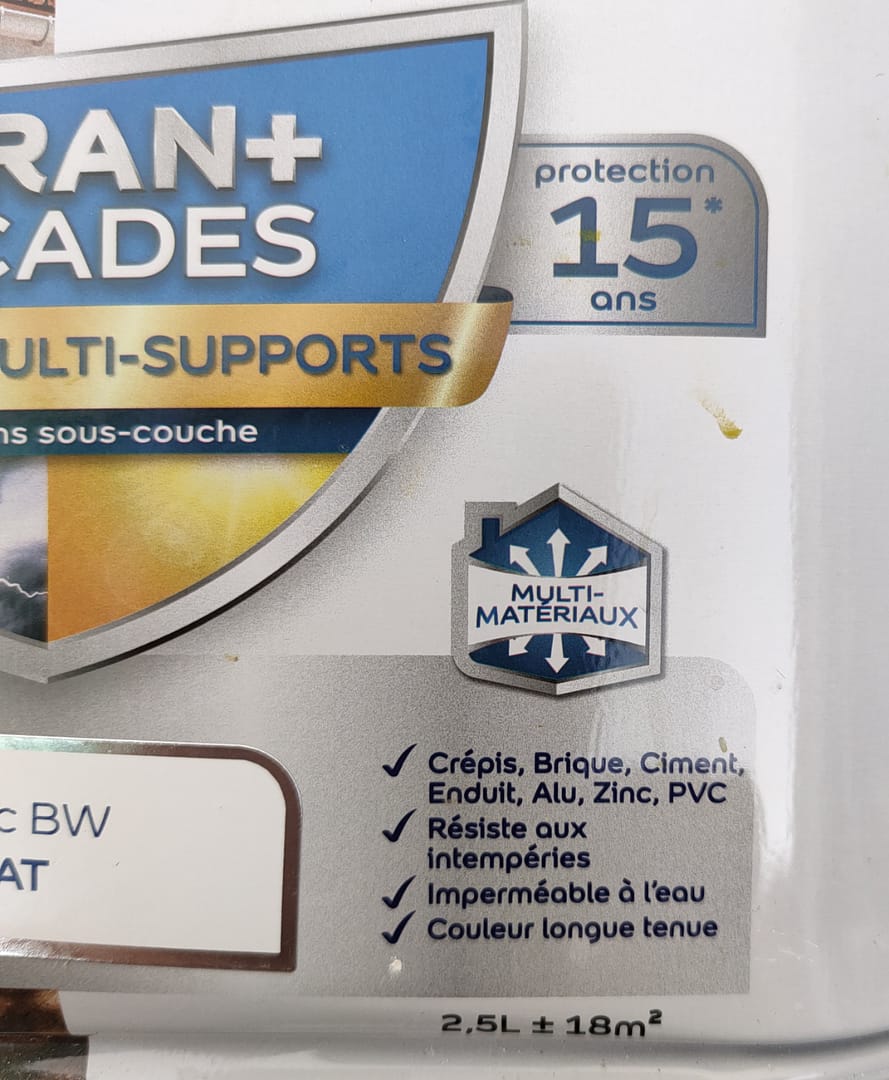 RAN+
CADES
ULTI-SUPPORTS
ns sous-couche
protection
15*
ans
MULTI-
MATÉRIAUX
c BW
AT
Crépis, Brique, Ciment,
Enduit, Alu, Zinc, PVC
Résiste aux
intempéries
Imperméable à l'eau
Couleur longue tenue
2,5L ± 18m²